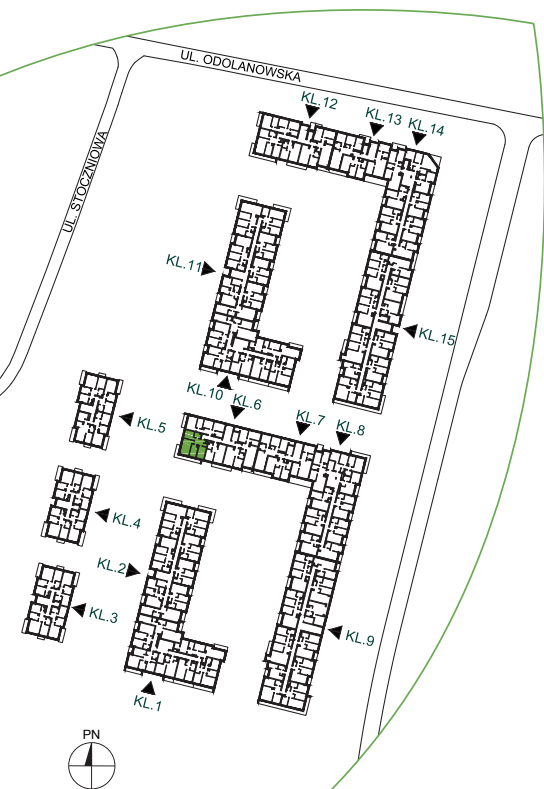 UL. ODOLANOWSKA
UL. STOCZNIOWA
KL.12
KL.13
KL.14
KL.11
KL.15
KL.10
KL.6
KL.7
KL.8
KL.5
KL.4
KL.2
KL.3
KL.9
KL.1
PN